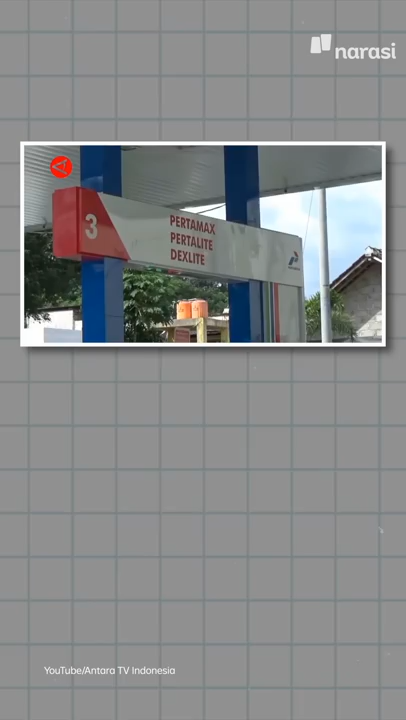 narasi
3
PERTAMAX
PERTALITE
DEXLITE
YouTube/Antara TV Indonesia